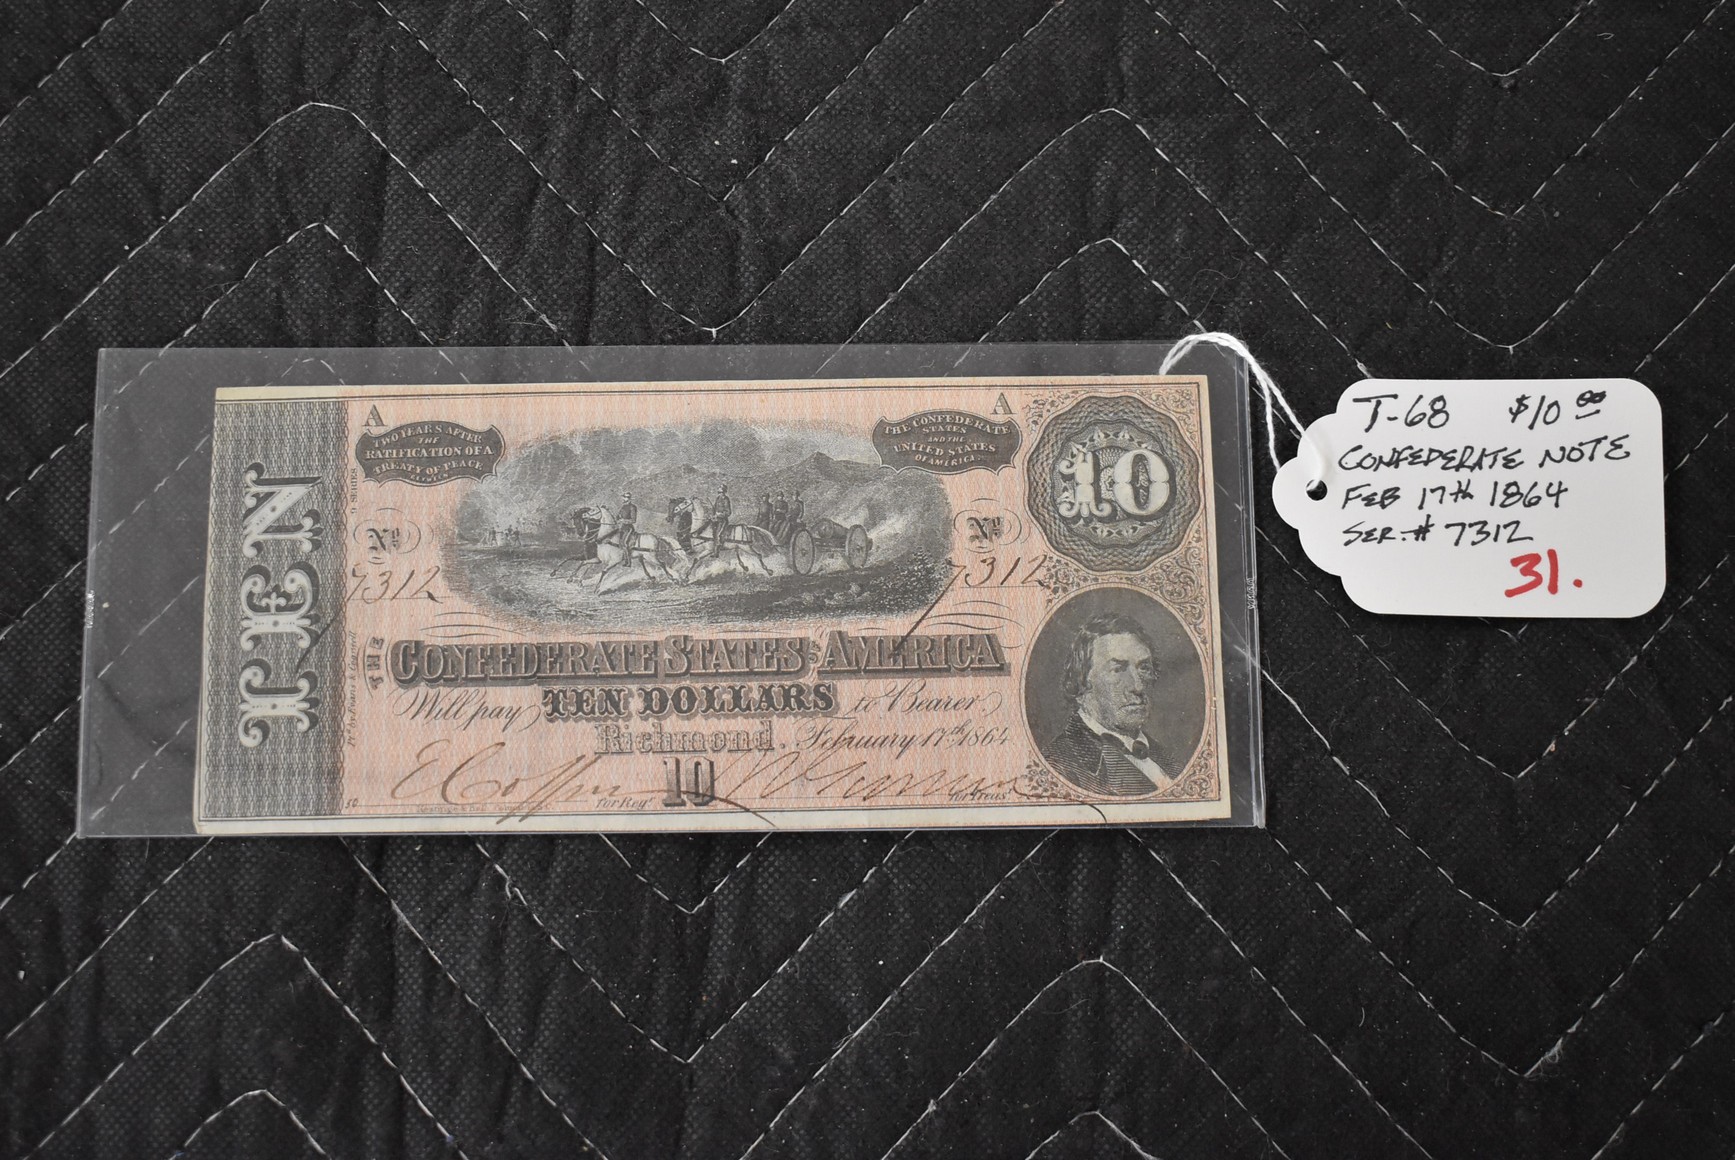 A
A
TWO YEARS AFTER
THE
RATIFICATION OF A
TREATY OF PEACE
BETWEEN
THE CONFEDERATE
STATES
AND THE
UNITED STATES
OF AMERICA.
10
TEN
Nº
Nº
7312
7312
THE CONFEDERATE STATES OF AMERICA
Will pay TEN DOLLARS to Bearer.
Richmond. February 17th 1864
10
for Regr.
for Treasr.
T-68 $10.00
CONFEDERATE NOTE
FEB 17th 1864
SER.# 7312
31.